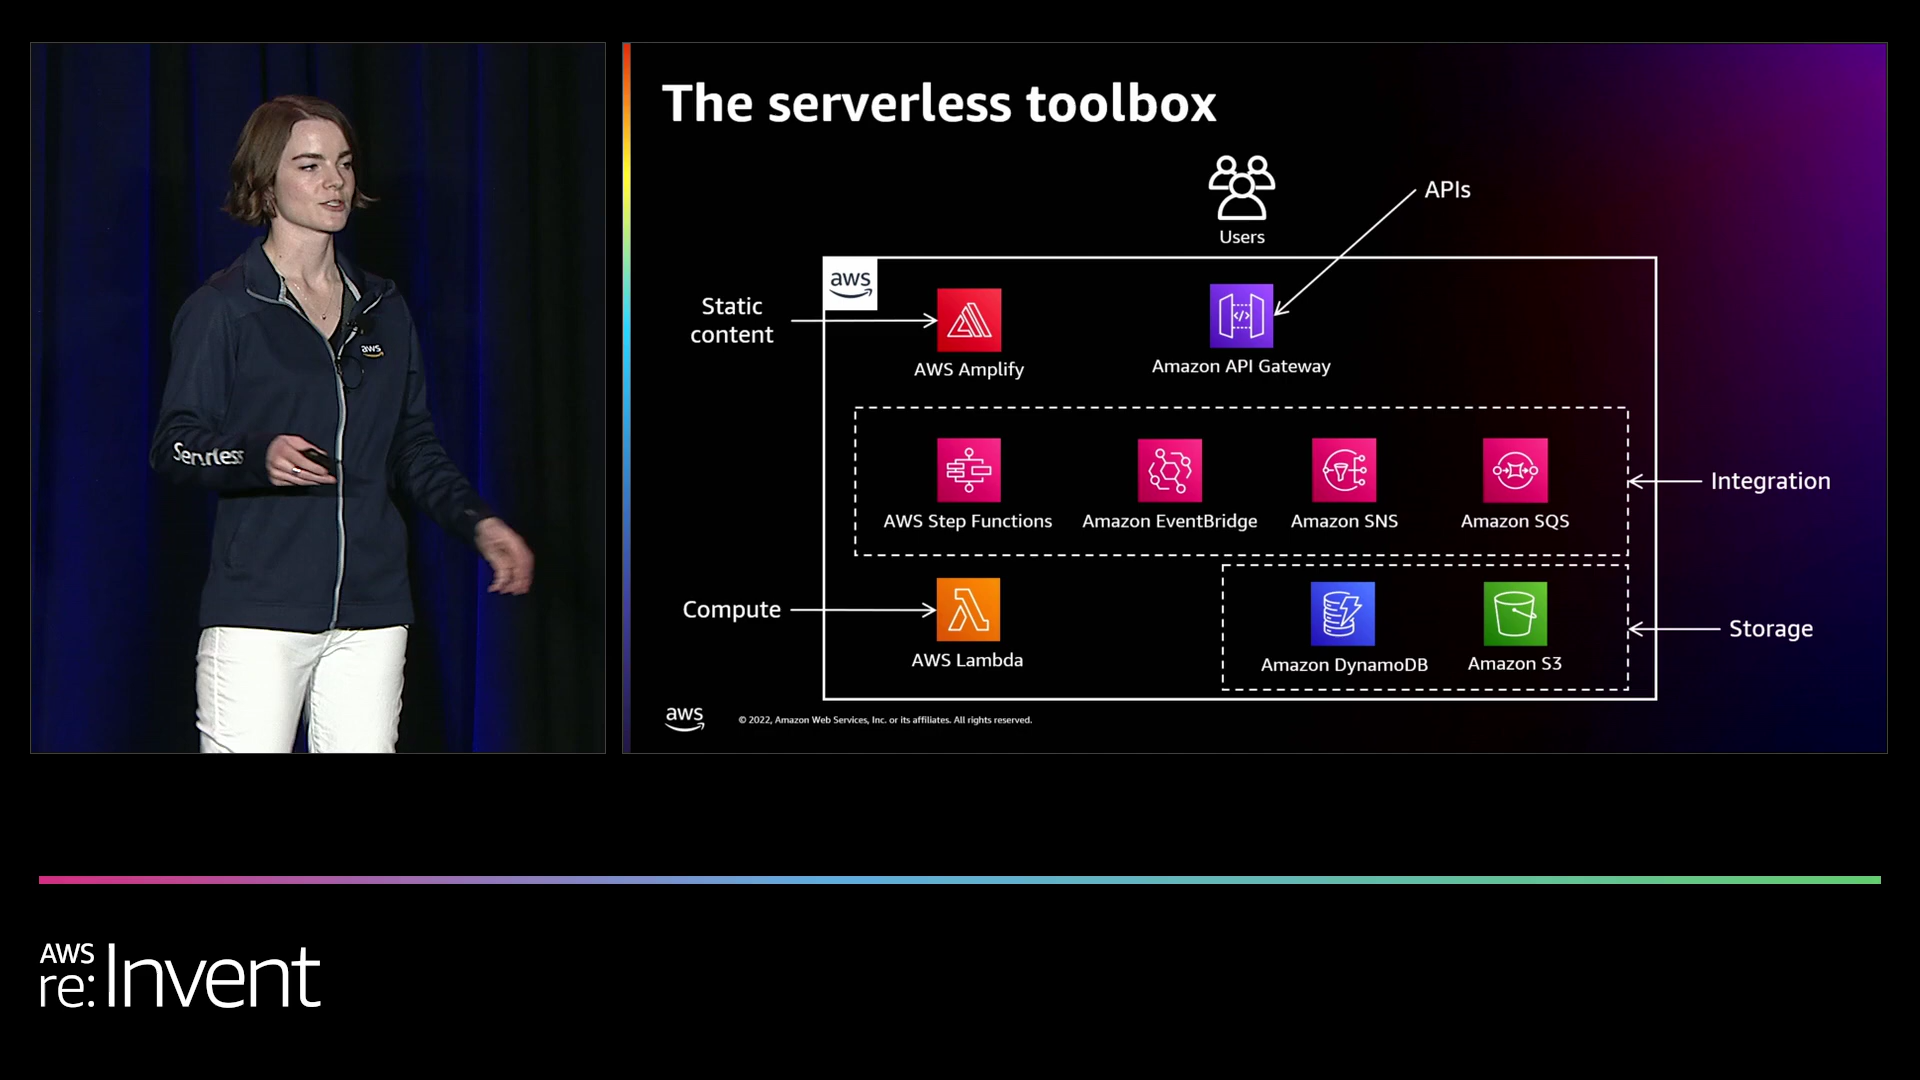 The serverless toolbox
Users
APIs
aws
Static
content
AWS Amplify
Amazon API Gateway
AWS Step Functions
Amazon EventBridge
Amazon SNS
Amazon SQS
Integration
Compute
AWS Lambda
Amazon DynamoDB
Amazon S3
Storage
aws
© 2022, Amazon Web Services, Inc. or its affiliates. All rights reserved.
aws
Serverless
AWS
re:Invent